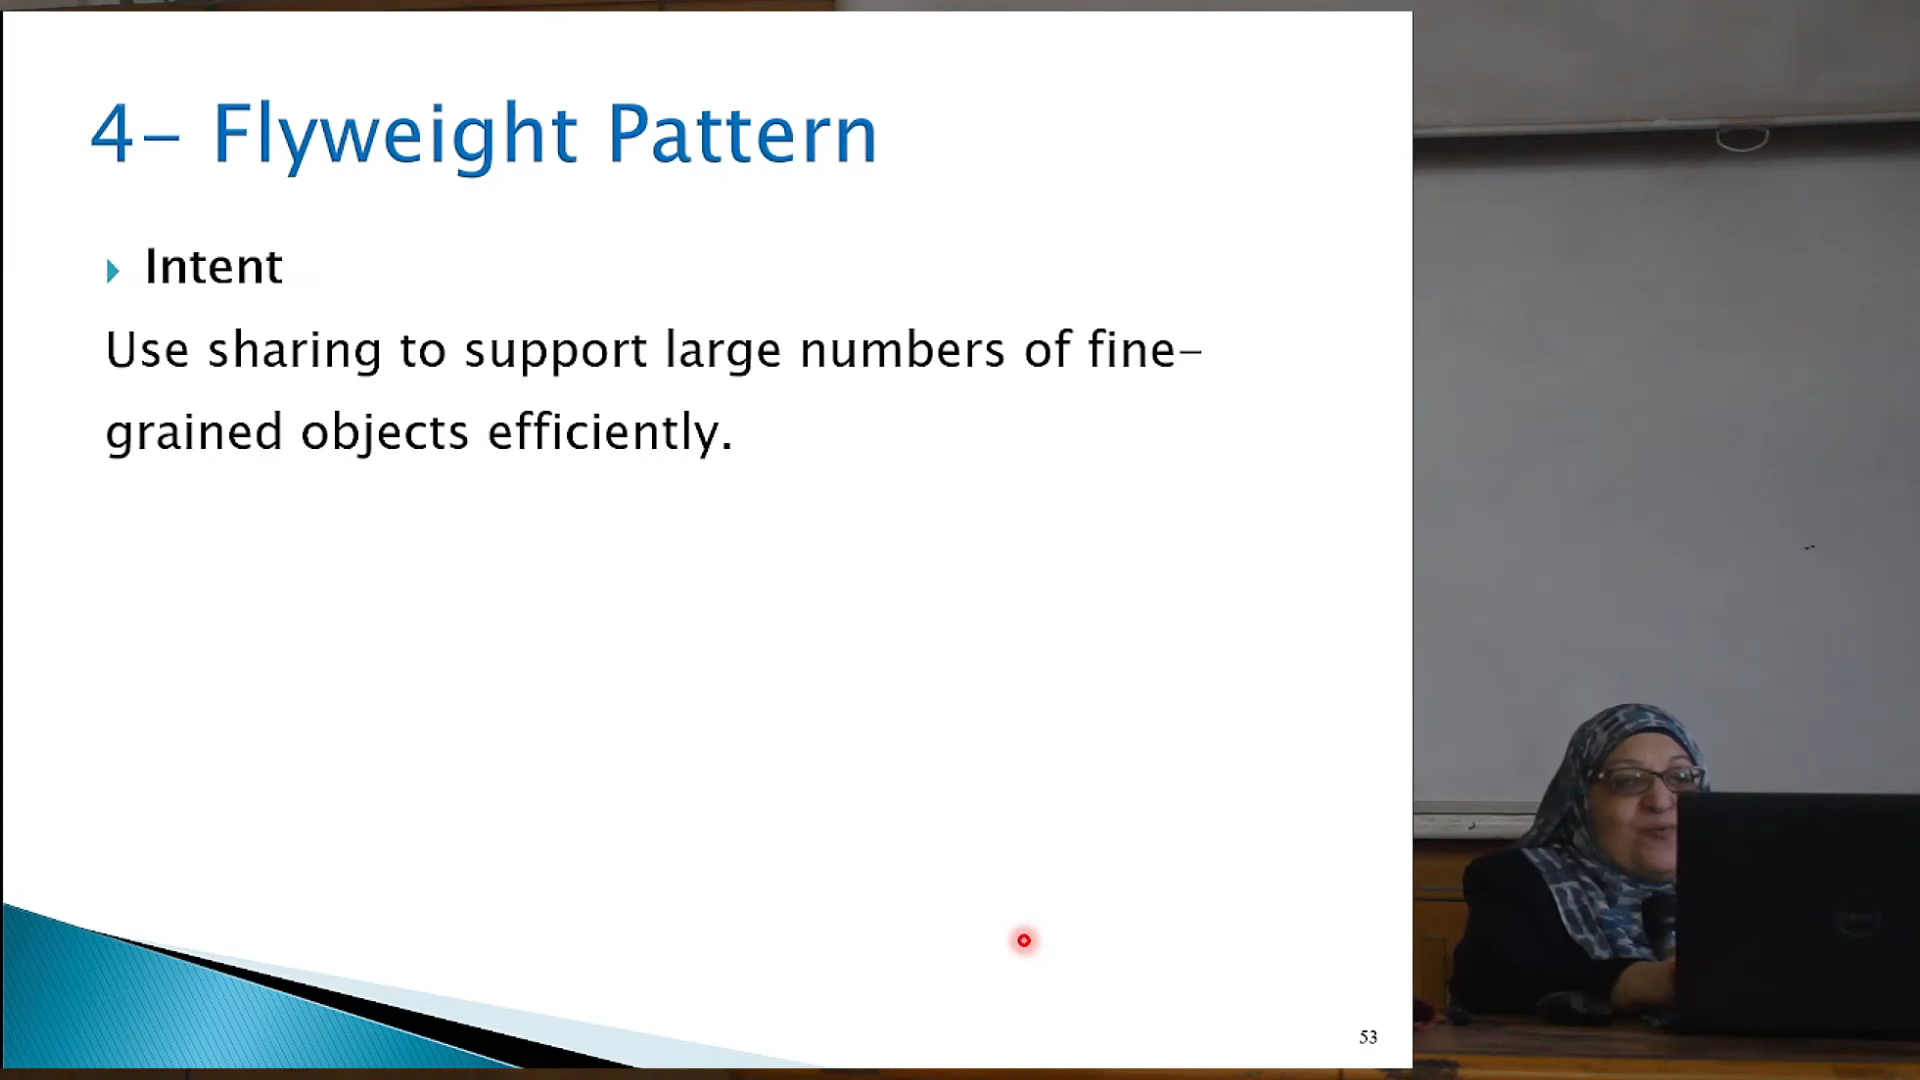 4- Flyweight Pattern
Intent
Use sharing to support large numbers of fine-
grained objects efficiently.
53